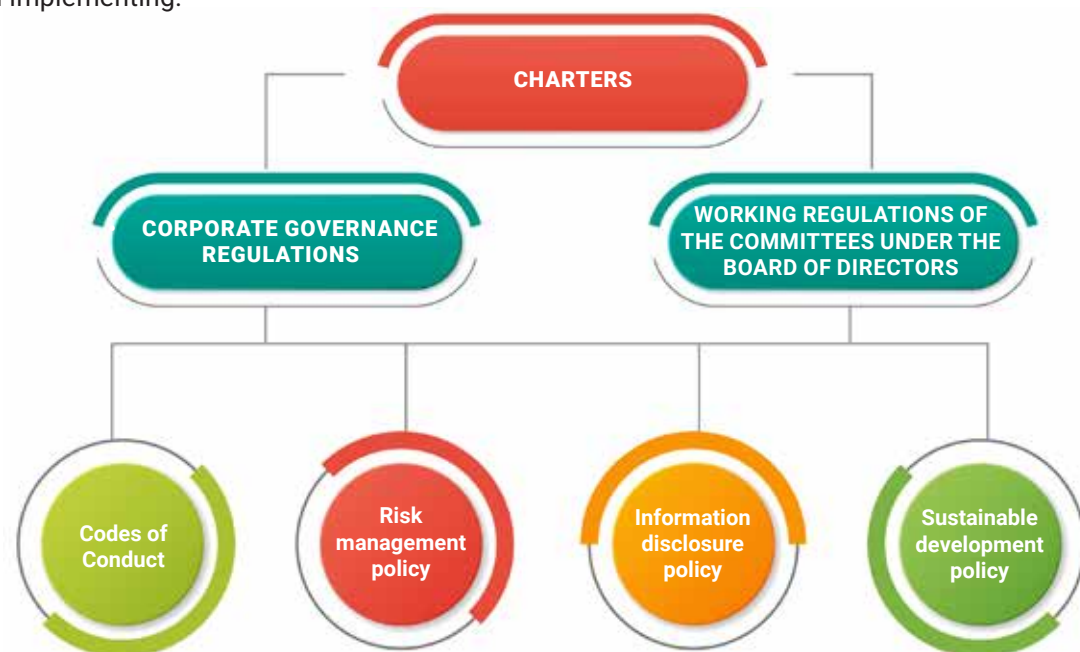 implementing.
CHARTERS
CORPORATE GOVERNANCE
REGULATIONS
WORKING REGULATIONS OF
THE COMMITTEES UNDER THE
BOARD OF DIRECTORS
Codes of
Conduct
Risk
management
policy
Information
disclosure
policy
Sustainable
development
policy